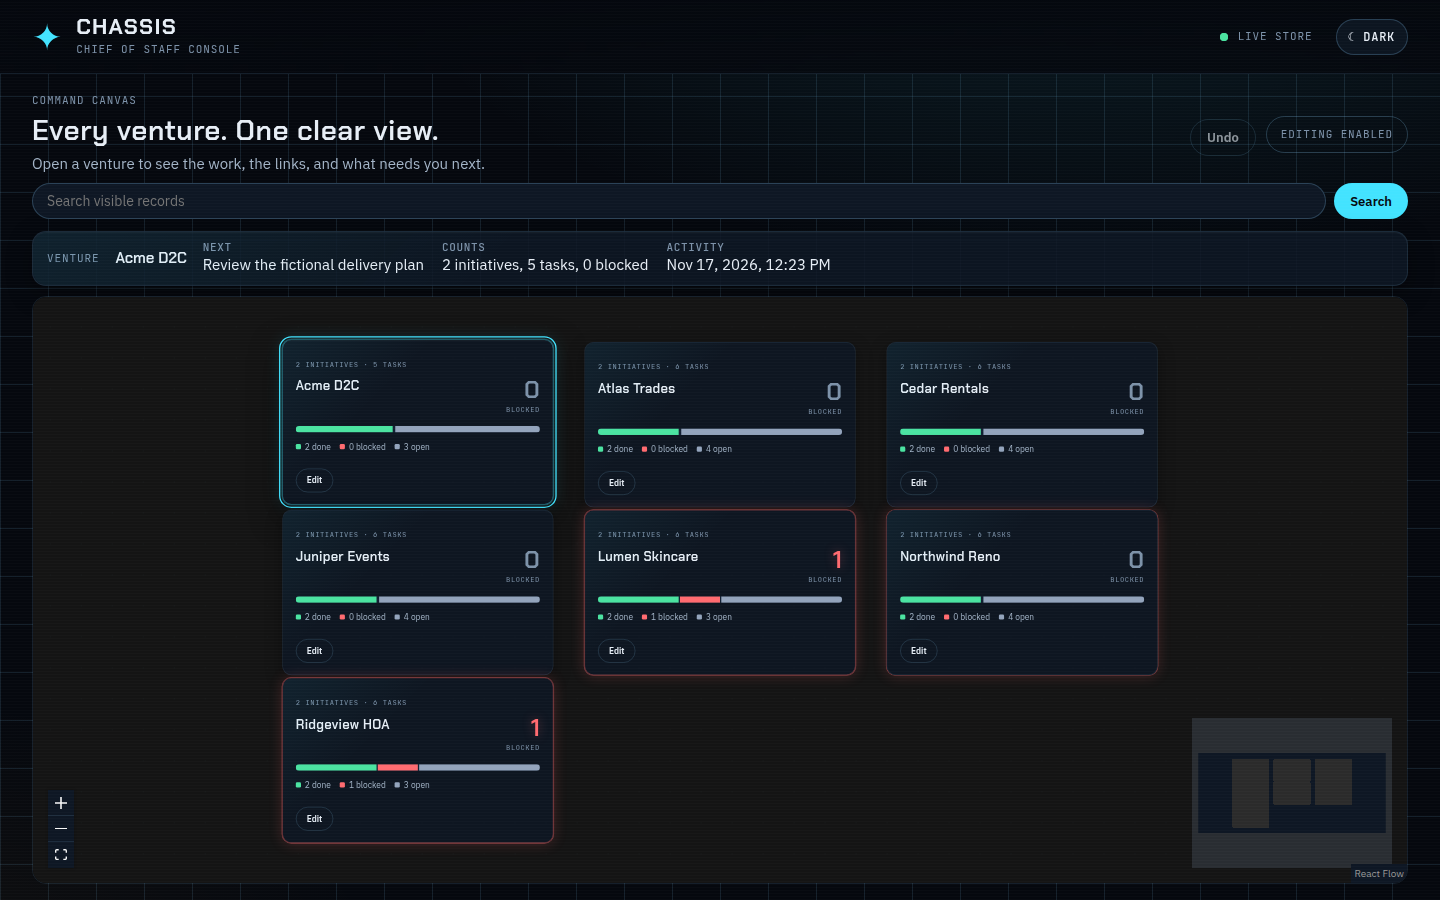 CHASSIS
CHIEF OF STAFF CONSOLE
LIVE STORE
☾ DARK
COMMAND CANVAS
Every venture. One clear view.
Open a venture to see the work, the links, and what needs you next.
Undo
EDITING ENABLED
Search visible records
Search
VENTURE
Acme D2C
NEXT
Review the fictional delivery plan
COUNTS
2 initiatives, 5 tasks, 0 blocked
ACTIVITY
Nov 17, 2026, 12:23 PM
2 INITIATIVES · 5 TASKS
Acme D2C
0
BLOCKED
2 done 0 blocked 3 open
Edit
2 INITIATIVES · 6 TASKS
Atlas Trades
0
BLOCKED
2 done 0 blocked 4 open
Edit
2 INITIATIVES · 6 TASKS
Cedar Rentals
0
BLOCKED
2 done 0 blocked 4 open
Edit
2 INITIATIVES · 6 TASKS
Juniper Events
0
BLOCKED
2 done 0 blocked 4 open
Edit
2 INITIATIVES · 6 TASKS
Lumen Skincare
1
BLOCKED
2 done 1 blocked 3 open
Edit
2 INITIATIVES · 6 TASKS
Northwind Reno
0
BLOCKED
2 done 0 blocked 4 open
Edit
2 INITIATIVES · 6 TASKS
Ridgeview HOA
1
BLOCKED
2 done 1 blocked 3 open
Edit
React Flow